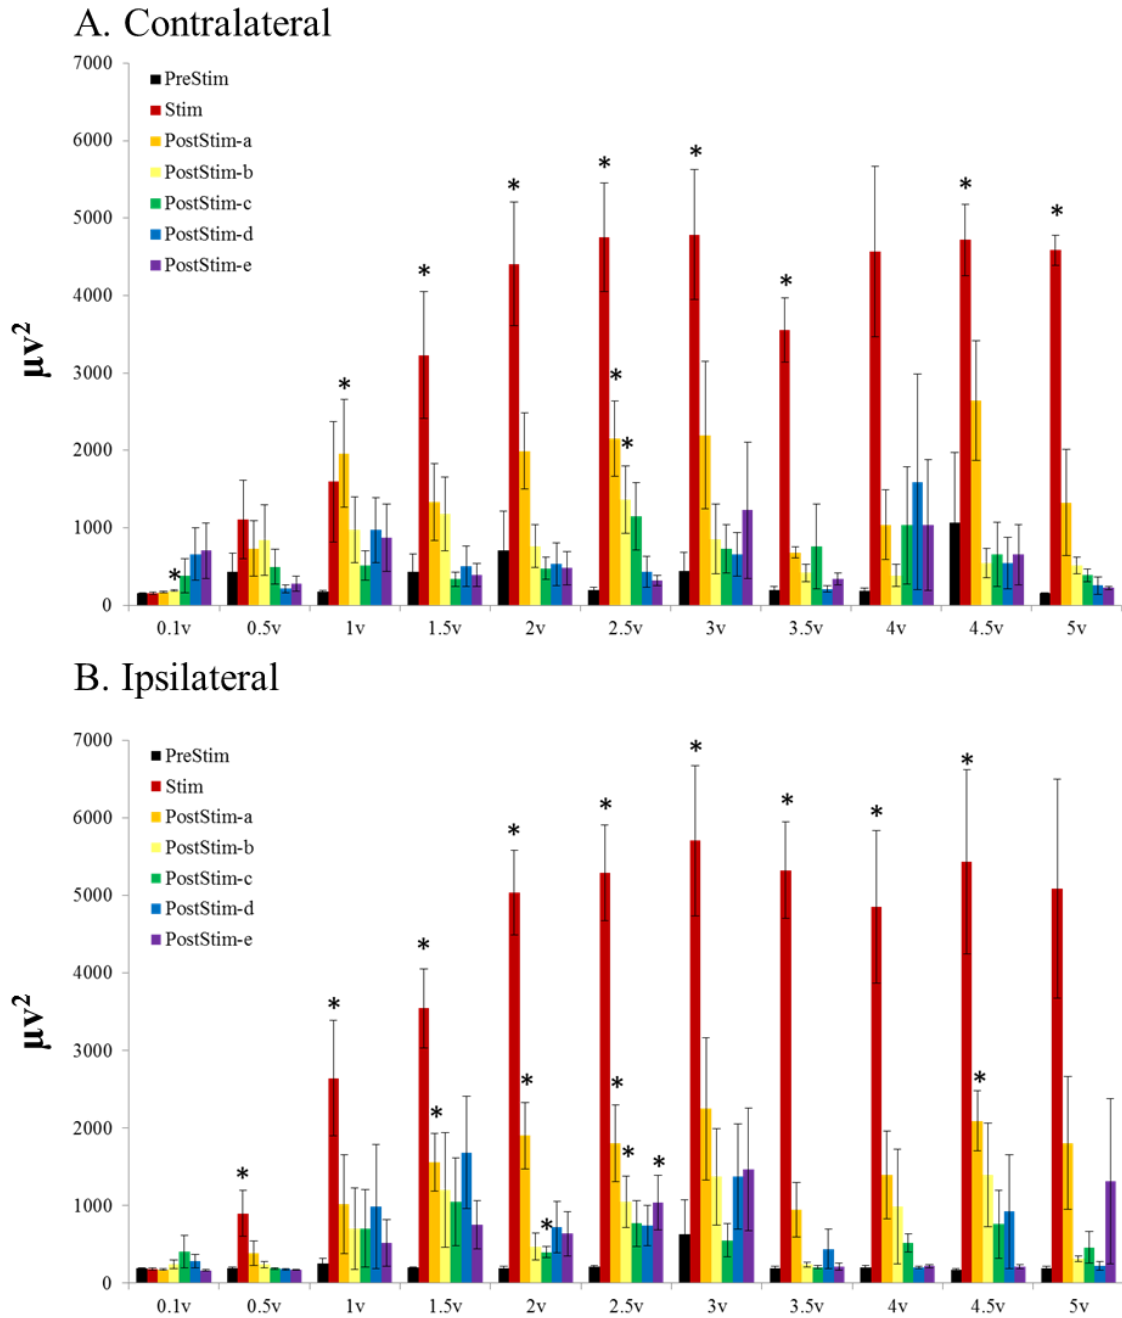 A. Contralateral
7000
6000
5000
4000
3000
2000
1000
0
μv²
PreStim
Stim
PostStim-a
PostStim-b
PostStim-c
PostStim-d
PostStim-e
* * * * * * * * * * *
0.1v 0.5v 1v 1.5v 2v 2.5v 3v 3.5v 4v 4.5v 5v
B. Ipsilateral
7000
6000
5000
4000
3000
2000
1000
0
μv²
PreStim
Stim
PostStim-a
PostStim-b
PostStim-c
PostStim-d
PostStim-e
* * * * * * * * * * * * * * * *
0.1v 0.5v 1v 1.5v 2v 2.5v 3v 3.5v 4v 4.5v 5v